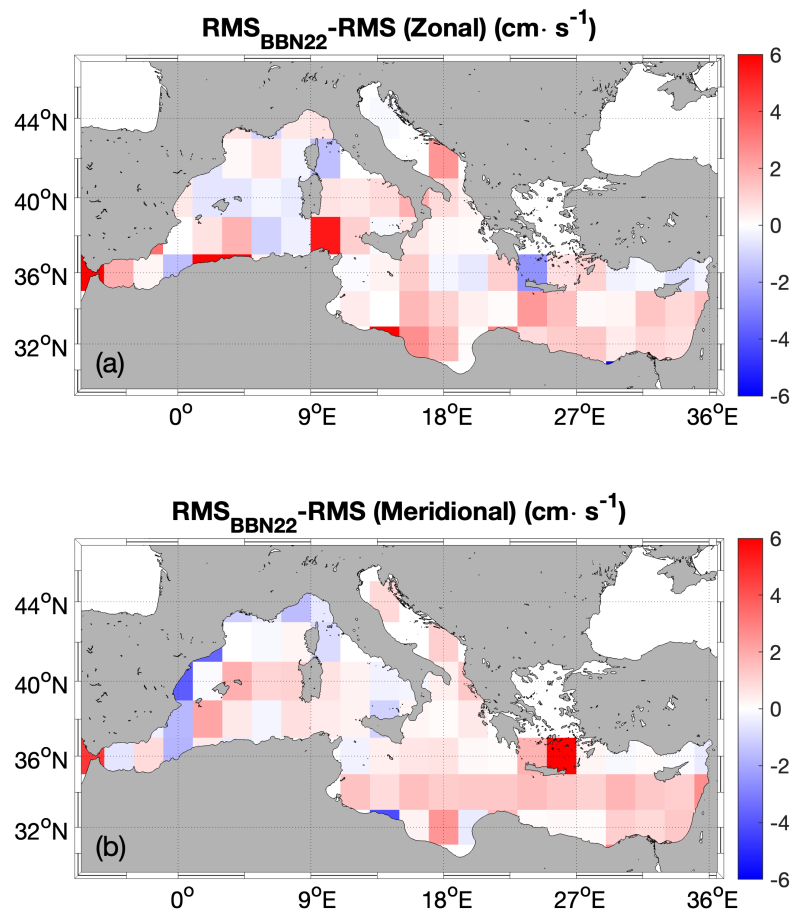 RMS_BBN22-RMS (Zonal) (cm· s^-1)
44°N
40°N
36°N
32°N
(a)
0° 9°E 18°E 27°E 36°E
6
4
2
0
-2
-4
-6
RMS_BBN22-RMS (Meridional) (cm· s^-1)
44°N
40°N
36°N
32°N
(b)
0° 9°E 18°E 27°E 36°E
6
4
2
0
-2
-4
-6